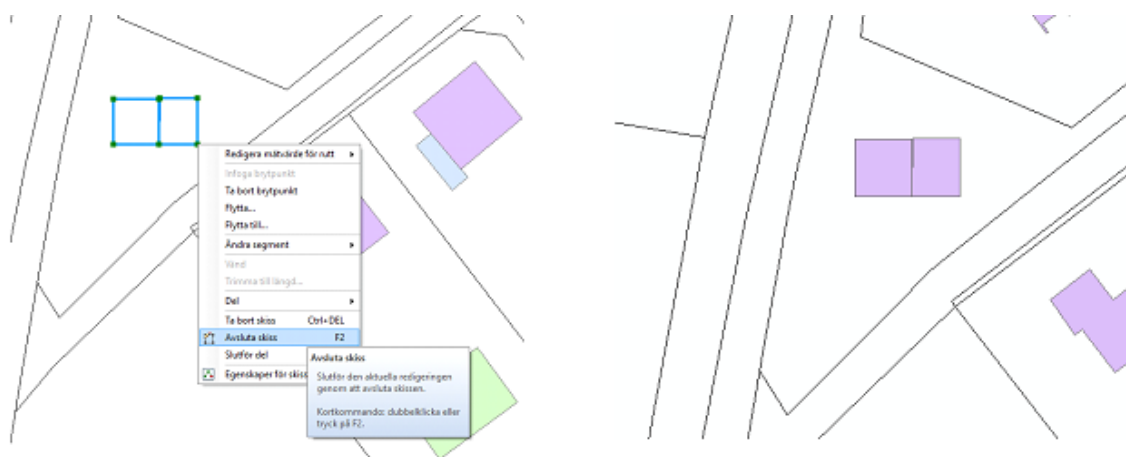 Redigera mätvärde för rutt
Infoga brytpunkt
Ta bort brytpunkt
Flytta...
Flytta till...
Ändra segment
Vänd
Trimma till längd...
Del
Ta bort skiss Ctrl+DEL
Avsluta skiss F2
Slutför del
Egenskaper för skiss
Avsluta skiss
Slutför den aktuella redigeringen
genom att avsluta skissen.
Kortkommando: dubbelklicka eller
tryck på F2.